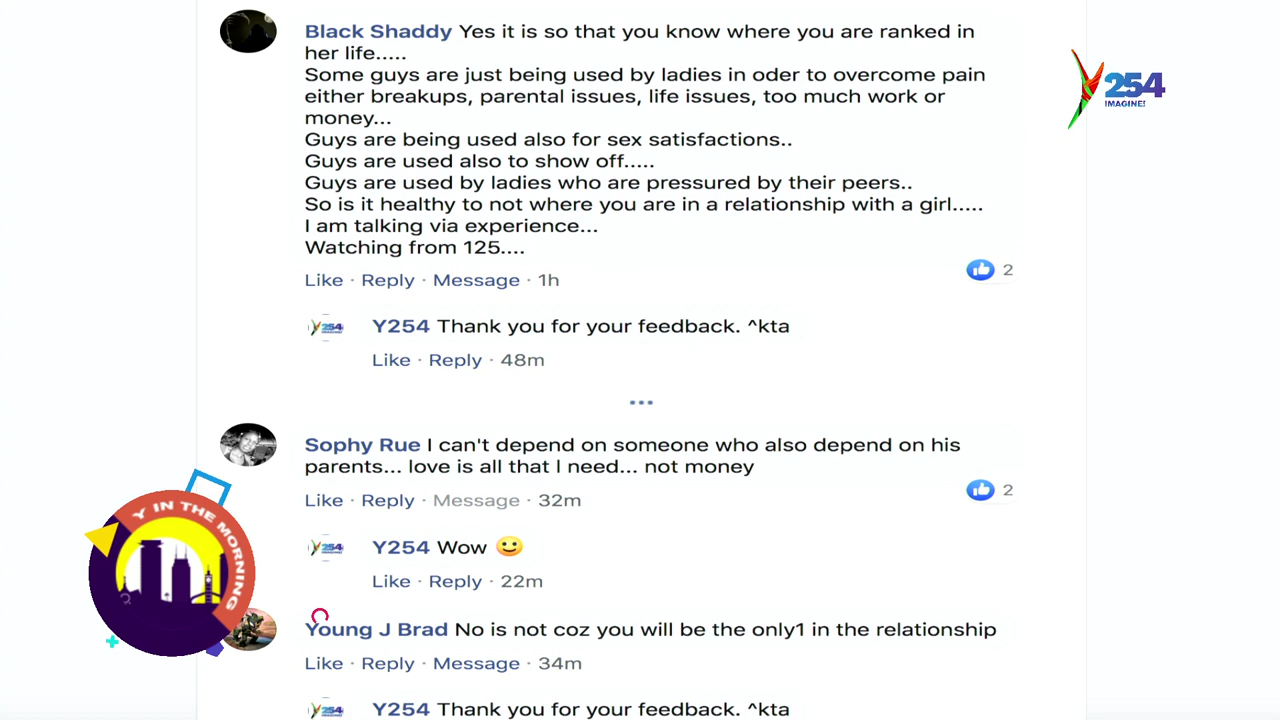 Black Shaddy Yes it is so that you know where you are ranked in
her life.....
Some guys are just being used by ladies in oder to overcome pain
either breakups, parental issues, life issues, too much work or
money...
Guys are being used also for sex satisfactions..
Guys are used also to show off.....
Guys are used by ladies who are pressured by their peers..
So is it healthy to not where you are in a relationship with a girl.....
I am talking via experience...
Watching from 125....
Like · Reply · Message · 1h
2
Y254 Thank you for your feedback. ^kta
Like · Reply · 48m
Sophy Rue I can't depend on someone who also depend on his
parents... love is all that I need... not money
Like · Reply · Message · 32m
2
Y254 Wow 🙂
Like · Reply · 22m
Young J Brad No is not coz you will be the only1 in the relationship
Like · Reply · Message · 34m
Y254 Thank you for your feedback. ^kta
Y254
IMAGINE!
Y IN THE MORNING